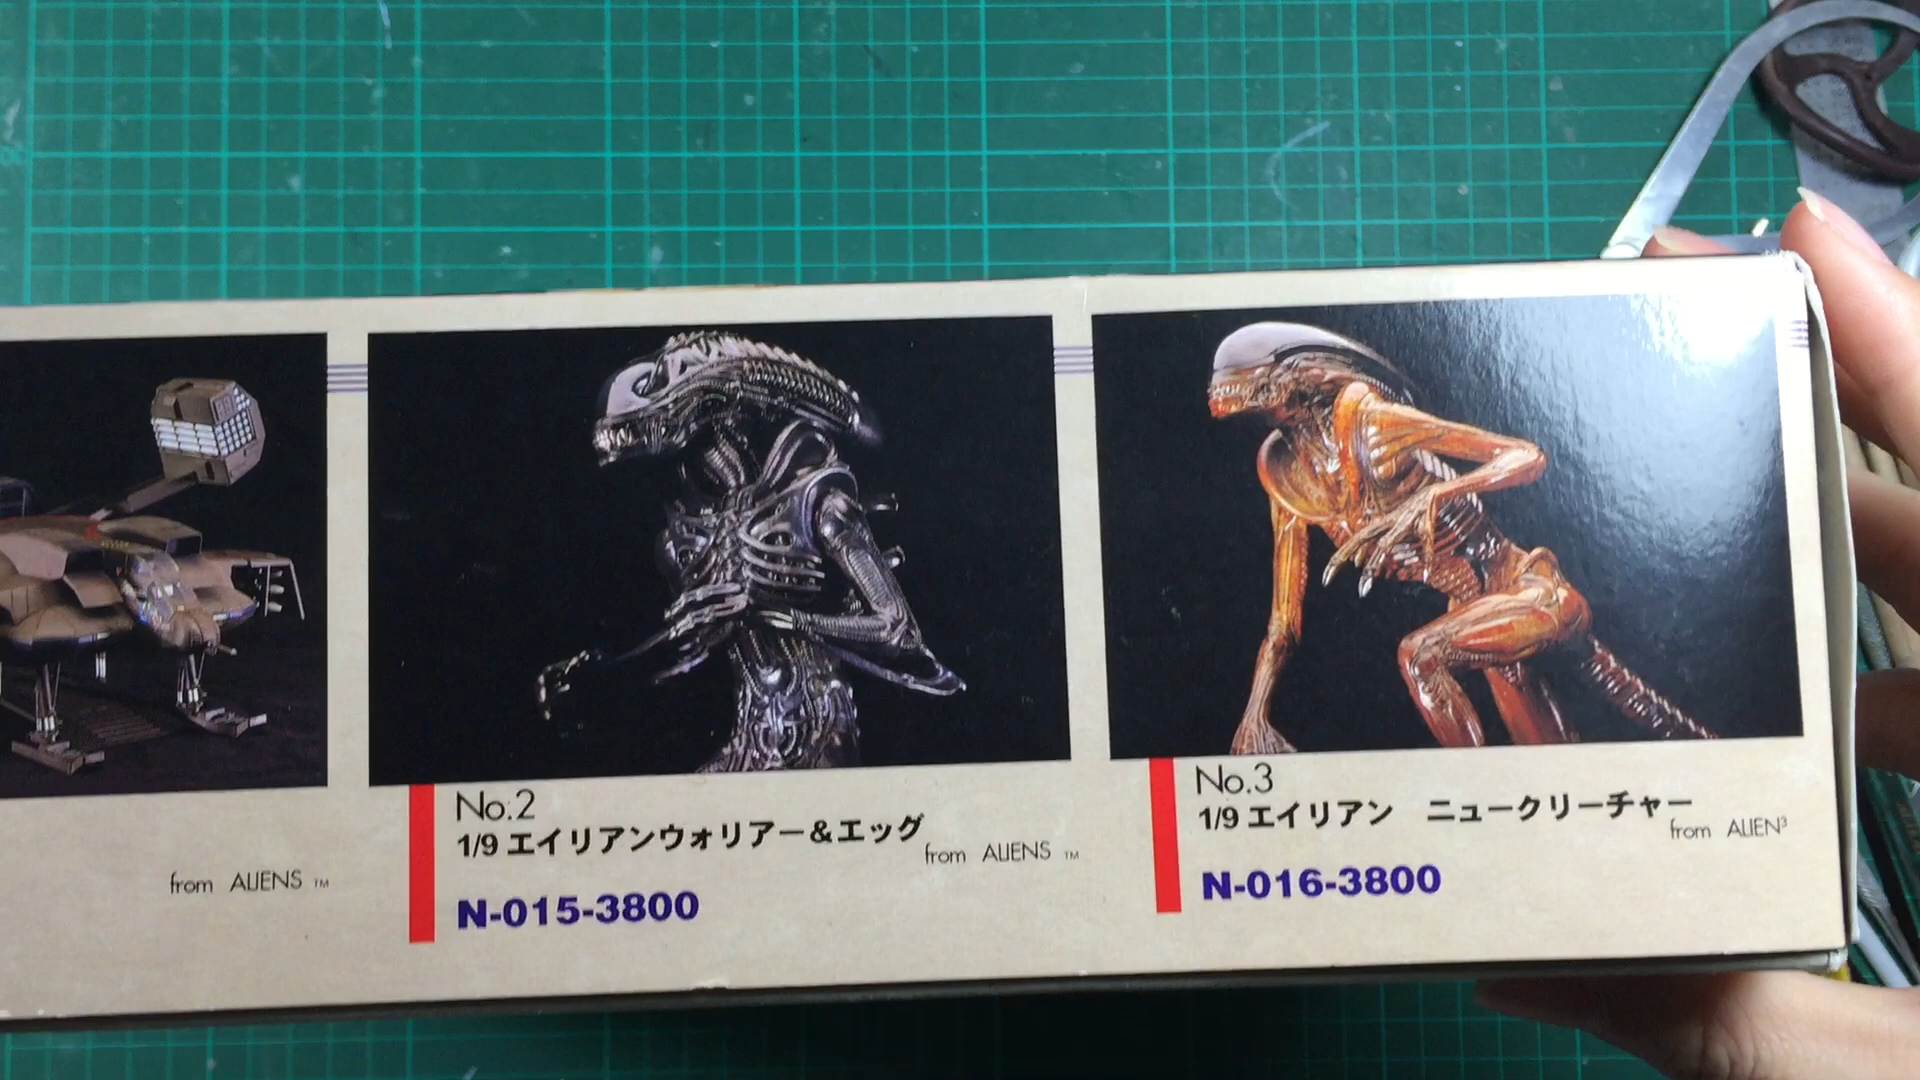 from ALIENS ™
No.2
1/9 エイリアンウォリアー&エッグ
from ALIENS ™
N-015-3800
No.3
1/9 エイリアン　ニュークリーチャー
from ALIEN³
N-016-3800